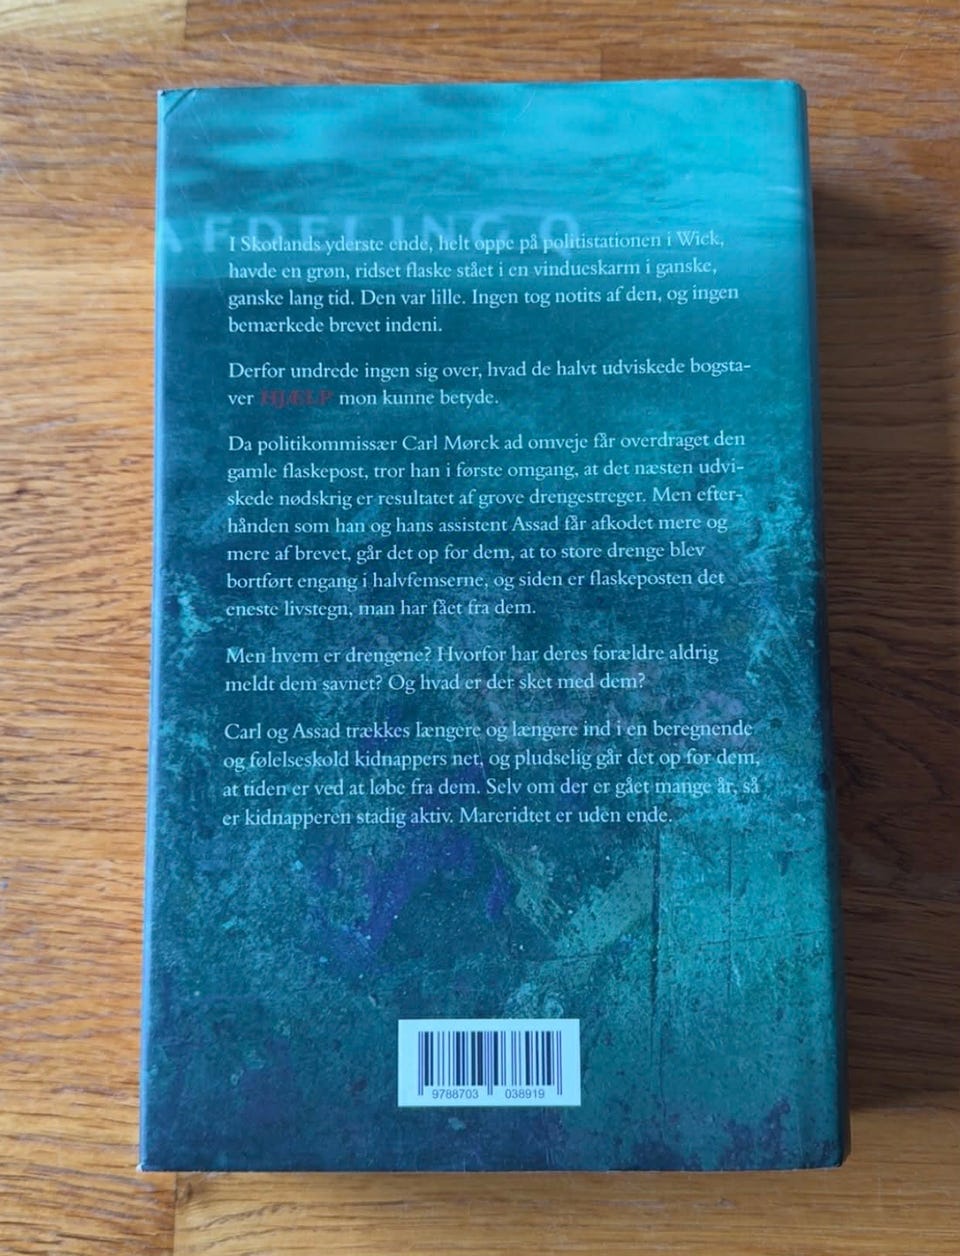 AFDELING Q
I Skotlands yderste ende, helt oppe på politistationen i Wick,
havde en grøn, ridset flaske stået i en vindueskarm i ganske,
ganske lang tid. Den var lille. Ingen tog notits af den, og ingen
bemærkede brevet indeni.
Derfor undrede ingen sig over, hvad de halvt udviskede bogsta-
ver HJÆLP mon kunne betyde.
Da politikommissær Carl Mørck ad omveje får overdraget den
gamle flaskepost, tror han i første omgang, at det næsten udvi-
skede nødskrig er resultatet af grove drengestreger. Men efter-
hånden som han og hans assistent Assad får afkodet mere og
mere af brevet, går det op for dem, at to store drenge blev
bortført engang i halvfemserne, og siden er flaskeposten det
eneste livstegn, man har fået fra dem.
Men hvem er drengene? Hvorfor har deres forældre aldrig
meldt dem savnet? Og hvad er der sket med dem?
Carl og Assad trækkes længere og længere ind i en beregnende
og følelseskold kidnappers net, og pludselig går det op for dem,
at tiden er ved at løbe fra dem. Selv om der er gået mange år, så
er kidnapperen stadig aktiv. Mareridtet er uden ende.
9788703 038919